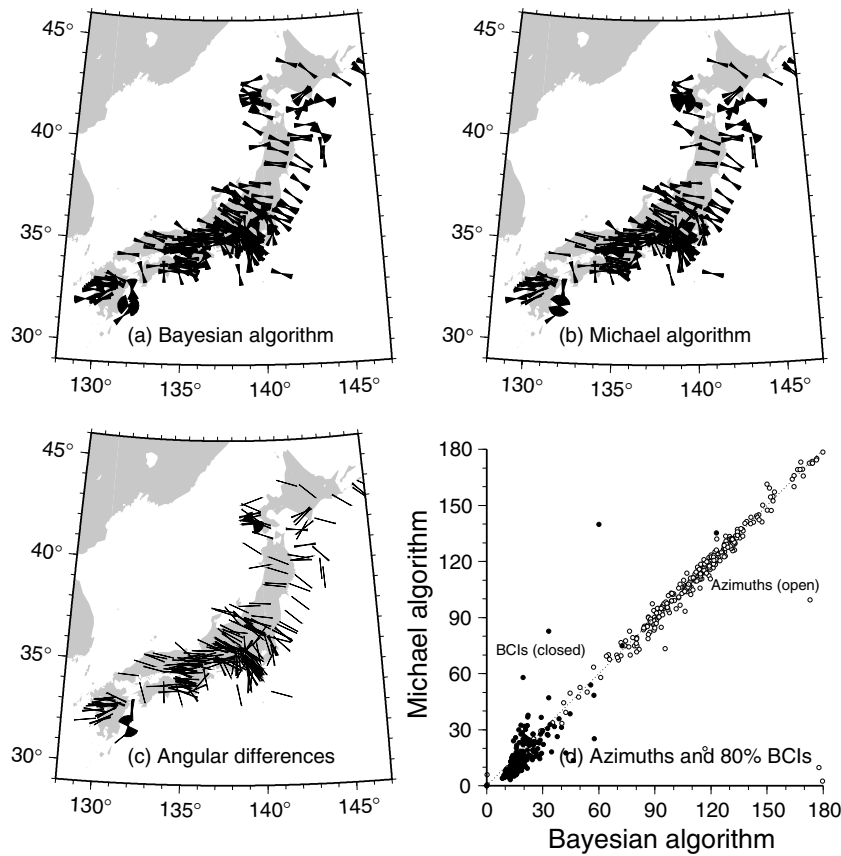 45°
40°
35°
30°
(a) Bayesian algorithm
130° 135° 140° 145°
45°
40°
35°
30°
(b) Michael algorithm
130° 135° 140° 145°
45°
40°
35°
30°
(c) Angular differences
130° 135° 140° 145°
180
150
120
90
60
30
0
Michael algorithm
Azimuths (open)
BCIs (closed)
(d) Azimuths and 80% BCIs
0 30 60 90 120 150 180
Bayesian algorithm